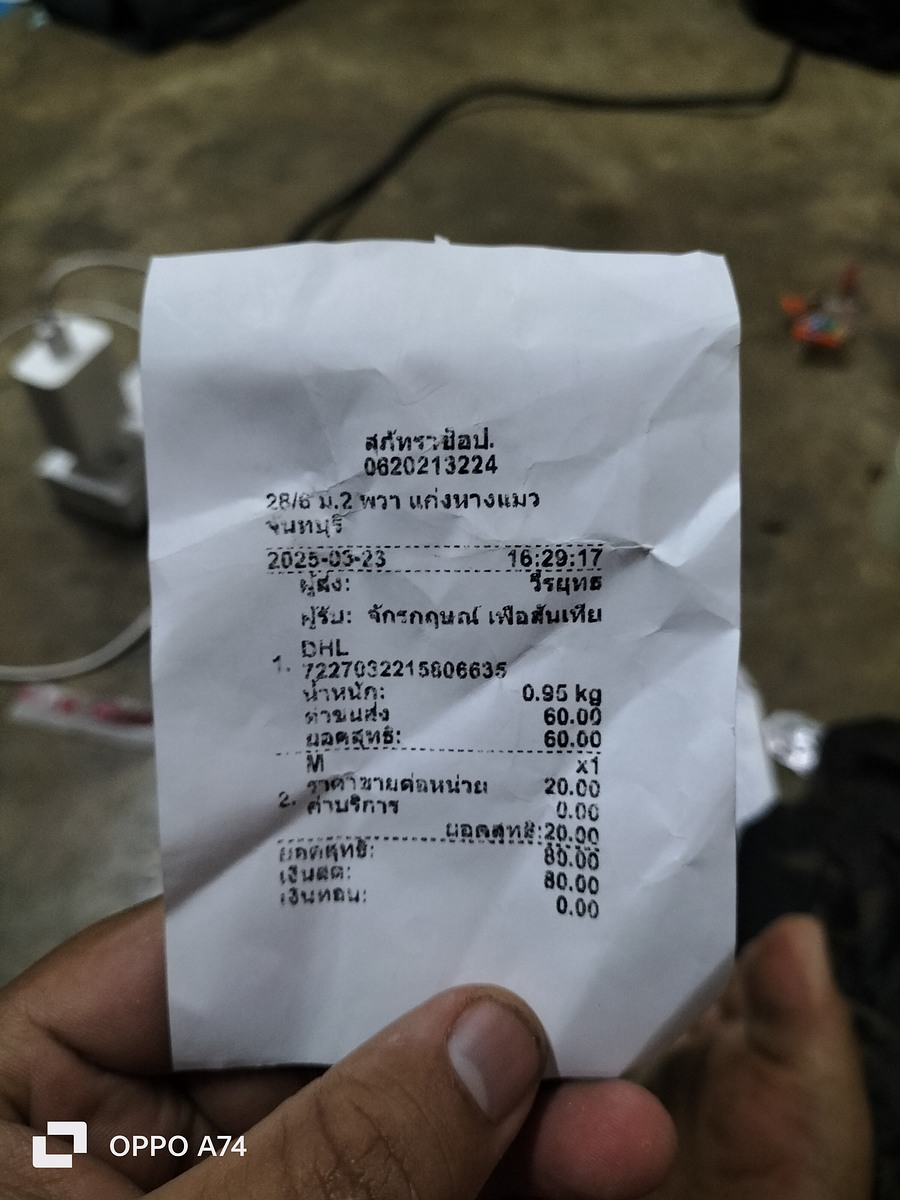 สุภัทราช็อป.
0620213224
28/6 ม.2 พวา แก่งหางแมว
จันทบุรี
2025-03-23 16:29:17
ผู้ส่ง: วีรยุทธ
ผู้รับ: จักรกฤษณ์ เฟือสันเทีย
DHL
1. 7227032215806635
น้ำหนัก: 0.95 kg
ค่าขนส่ง 60.00
ยอดสุทธิ: 60.00
M x1
2. ราคาขายต่อหน่วย 20.00
ค่าบริการ 0.00
ยอดสุทธิ:20.00
ยอดสุทธิ: 80.00
เงินสด: 80.00
เงินทอน: 0.00
OPPO A74